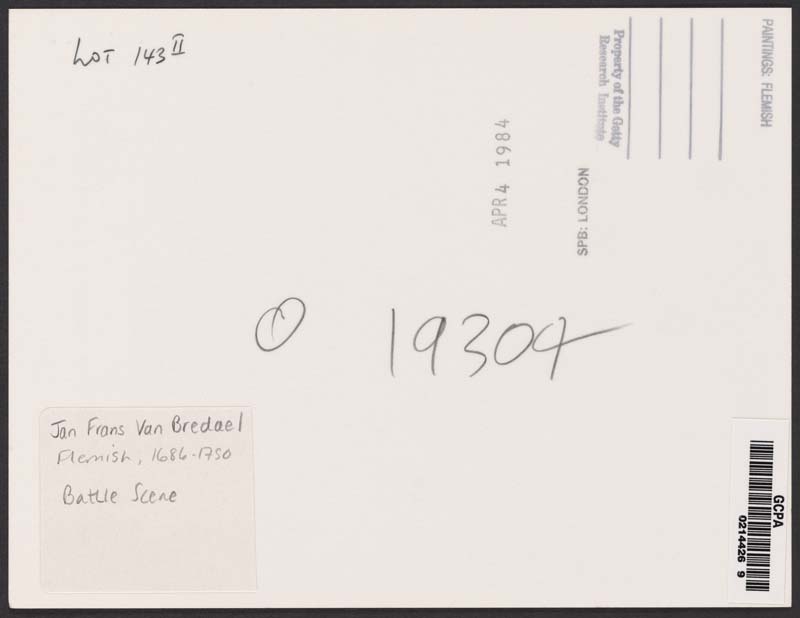 Lot 143 II
PAINTINGS: FLEMISH
Property of the Getty
Research Institute
APR 4 1984
SPB: LONDON
1
19304
Jan Frans Van Bredael
Flemish, 1686-1750
Battle Scene
GCPA
0214426 9